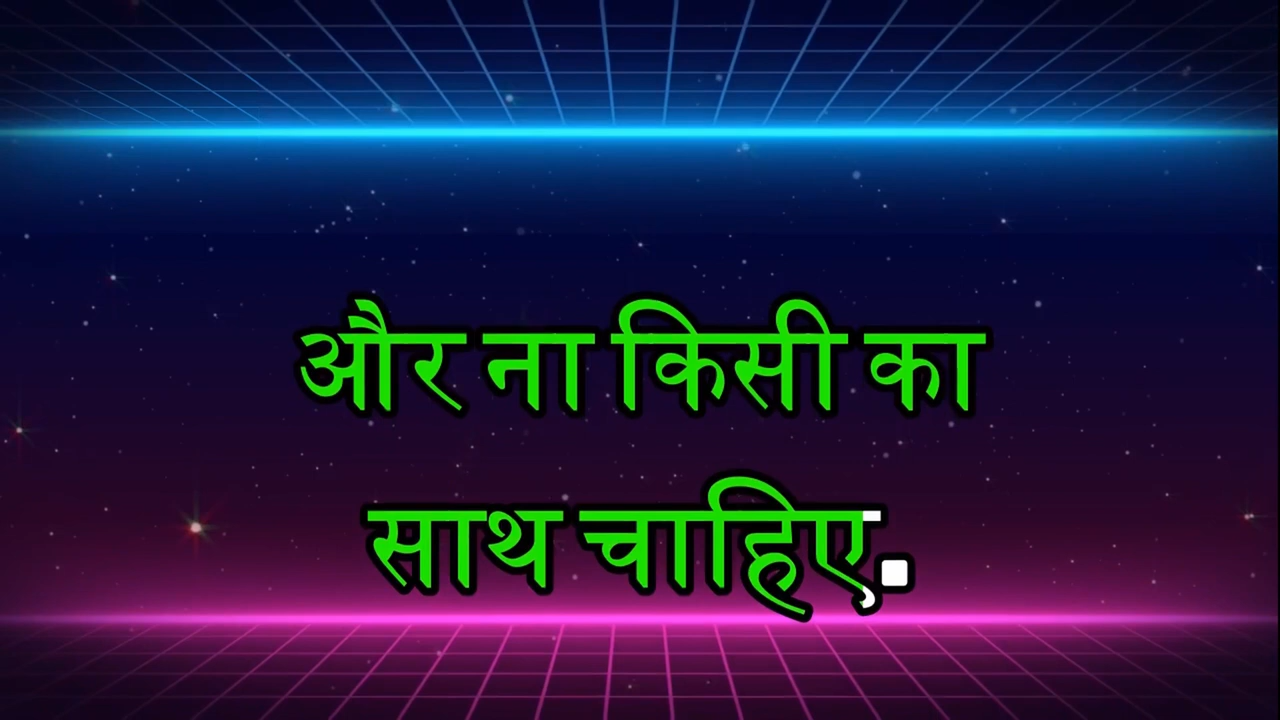 और ना किसी का
साथ चाहिए.